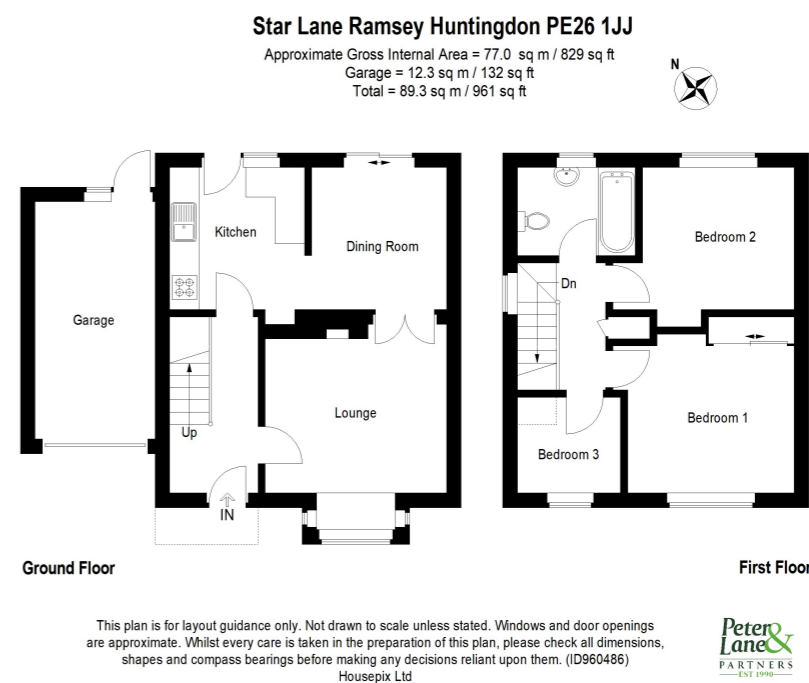 Star Lane Ramsey Huntingdon PE26 1JJ
Approximate Gross Internal Area = 77.0 sq m / 829 sq ft
Garage = 12.3 sq m / 132 sq ft
Total = 89.3 sq m / 961 sq ft
N
Kitchen
Dining Room
Garage
Lounge
Up
IN
Bedroom 2
Dn
Bedroom 1
Bedroom 3
Ground Floor
First Floor
This plan is for layout guidance only. Not drawn to scale unless stated. Windows and door openings
are approximate. Whilst every care is taken in the preparation of this plan, please check all dimensions,
shapes and compass bearings before making any decisions reliant upon them. (ID960486)
Housepix Ltd
Peter &
Lane
PARTNERS
EST 1990